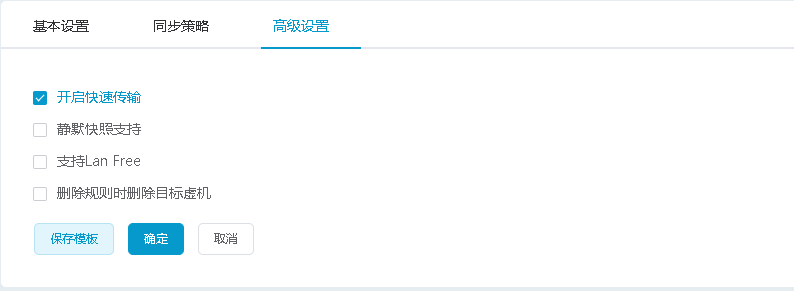 基本设置 同步策略 高级设置
开启快速传输
静默快照支持
支持Lan Free
删除规则时删除目标虚机
保存模板 确定 取消